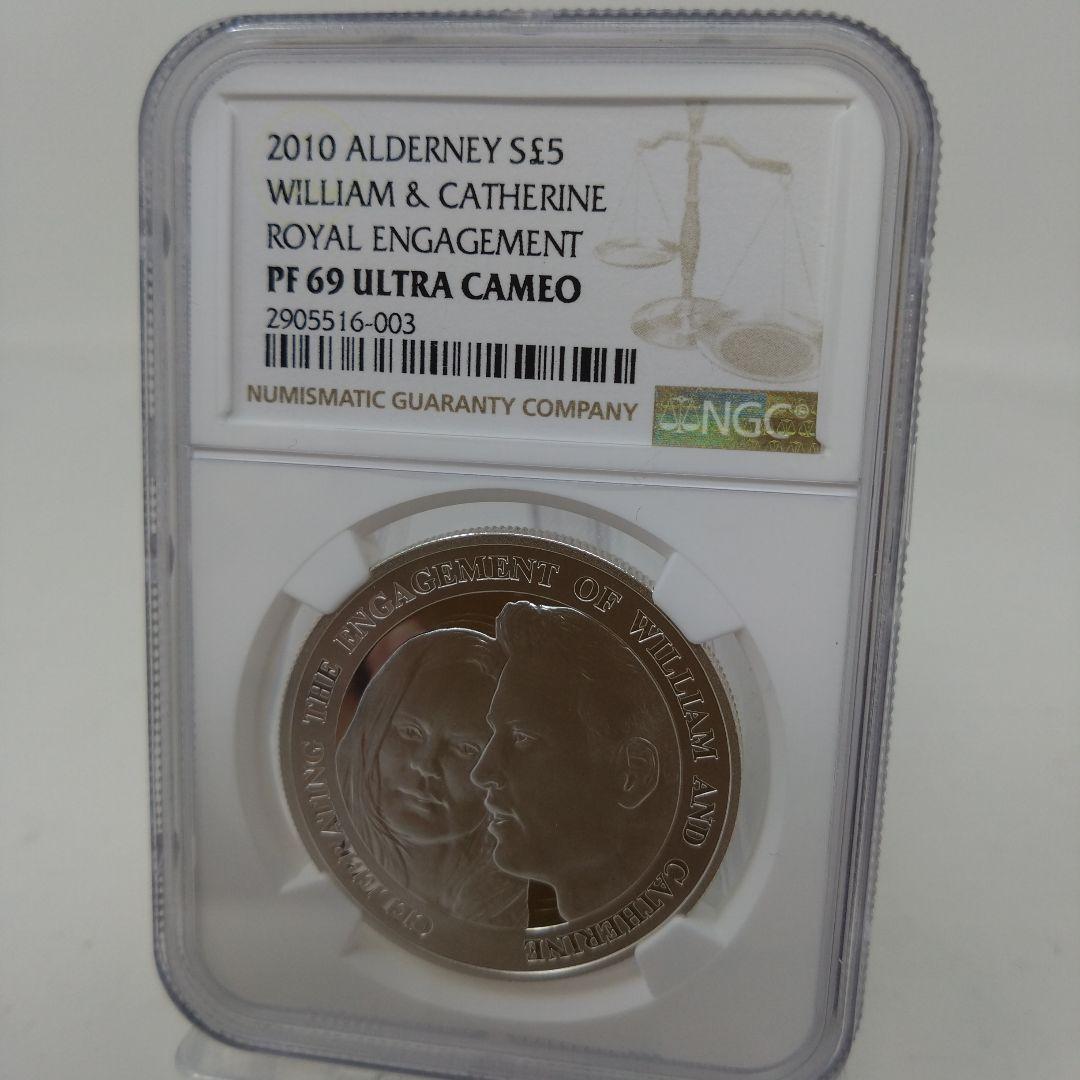 2010 ALDERNEY S£5
WILLIAM & CATHERINE
ROYAL ENGAGEMENT
PF 69 ULTRA CAMEO
2905516-003
NUMISMATIC GUARANTY COMPANY
NGC®
CELEBRATING THE ENGAGEMENT OF WILLIAM AND CATHERINE